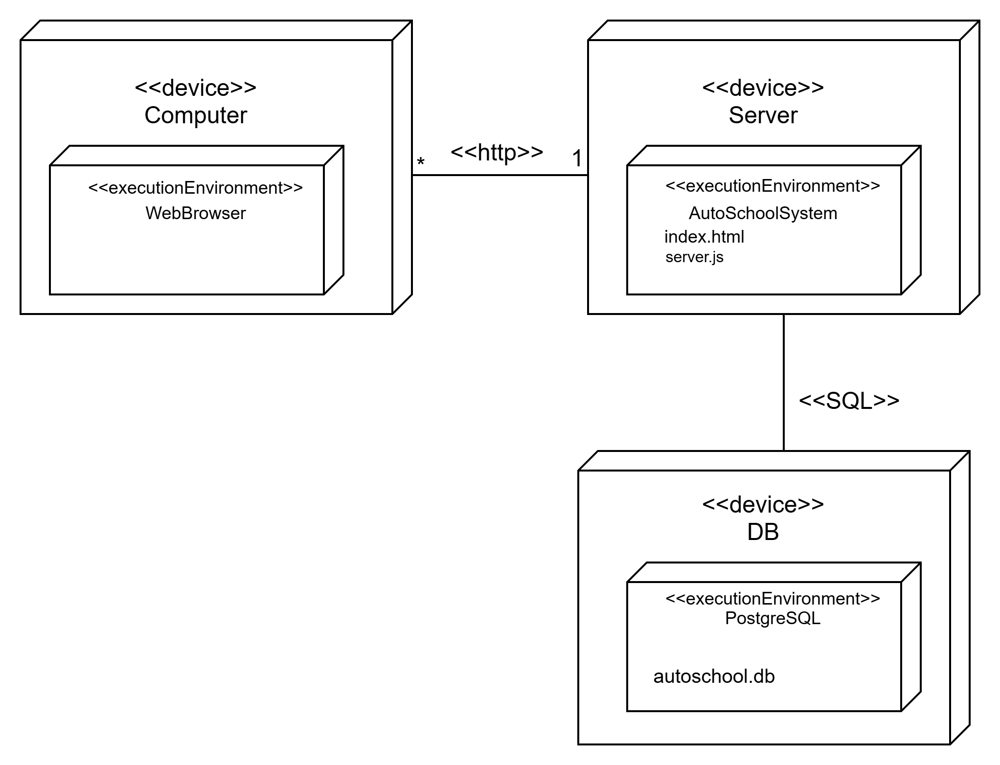 <<device>>
Computer
<<executionEnvironment>>
WebBrowser
*
<<http>>
1
<<device>>
Server
<<executionEnvironment>>
AutoSchoolSystem
index.html
server.js
<<SQL>>
<<device>>
DB
<<executionEnvironment>>
PostgreSQL
autoschool.db